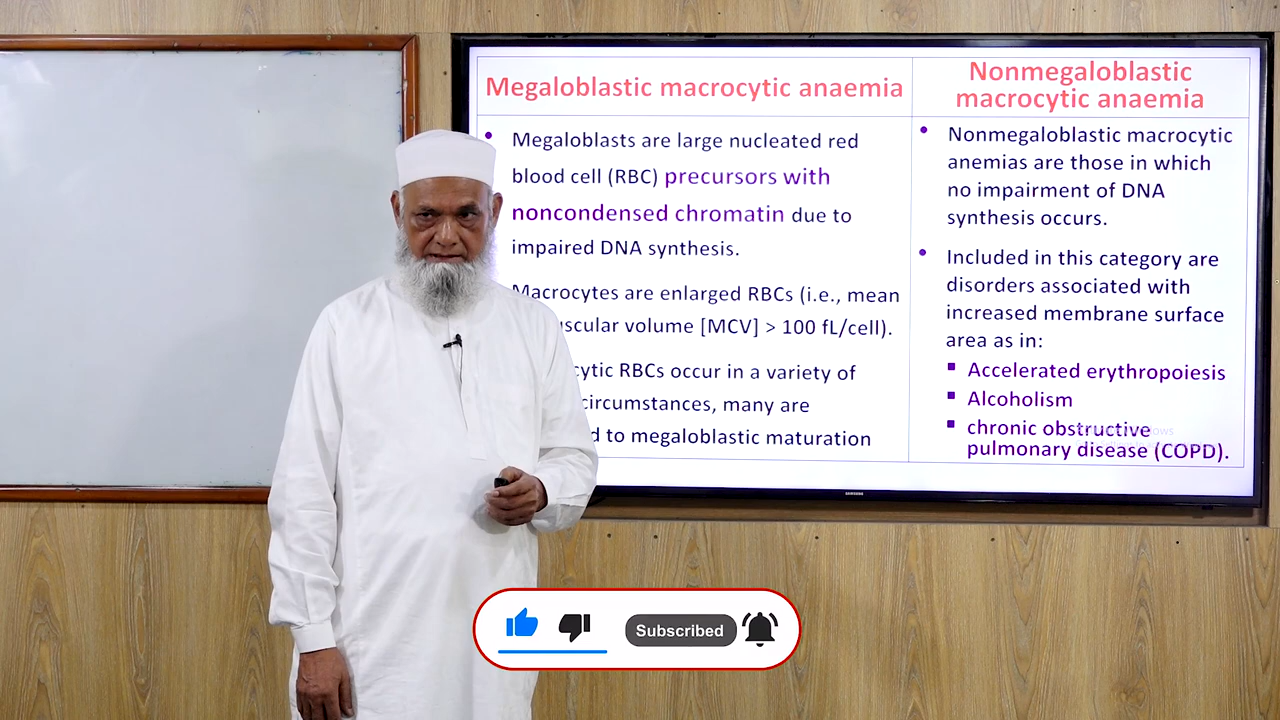 Megaloblastic macrocytic anaemia
Megaloblasts are large nucleated red
blood cell (RBC) precursors with
noncondensed chromatin due to
impaired DNA synthesis.
Macrocytes are enlarged RBCs (i.e., mean
volume [MCV] > 100 fL/cell).
RBCs occur in a variety of
circumstances, many are
to megaloblastic maturation
Nonmegaloblastic
macrocytic anaemia
Nonmegaloblastic macrocytic
anemias are those in which
no impairment of DNA
synthesis occurs.
Included in this category are
disorders associated with
increased membrane surface
area as in:
Accelerated erythropoiesis
Alcoholism
chronic obstructive
pulmonary disease (COPD).
SAMSUNG
Subscribed